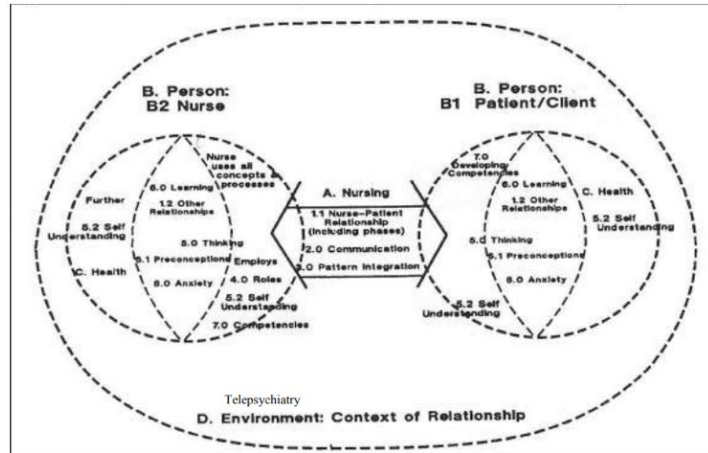 B. Person:
B2 Nurse
B. Person:
B1 Patient/Client
Nurse
uses all
concepts &
processes
6.0 Learning
1.2 Other
Relationships
Further
5.2 Self
Understanding
5.0 Thinking
5.1 Preconceptions
C. Health
6.0 Anxiety
Employs
4.0 Roles
5.2 Self
Understanding
7.0 Competencies
A. Nursing
1.1 Nurse-Patient
Relationship
(including phases)
2.0 Communication
3.0 Pattern Integration
7.0
Developing
Competencies
6.0 Learning
1.2 Other
Relationships
C. Health
5.2 Self
Understanding
5.0 Thinking
5.1 Preconceptions
6.0 Anxiety
5.2 Self
Understanding
Telepsychiatry
D. Environment: Context of Relationship